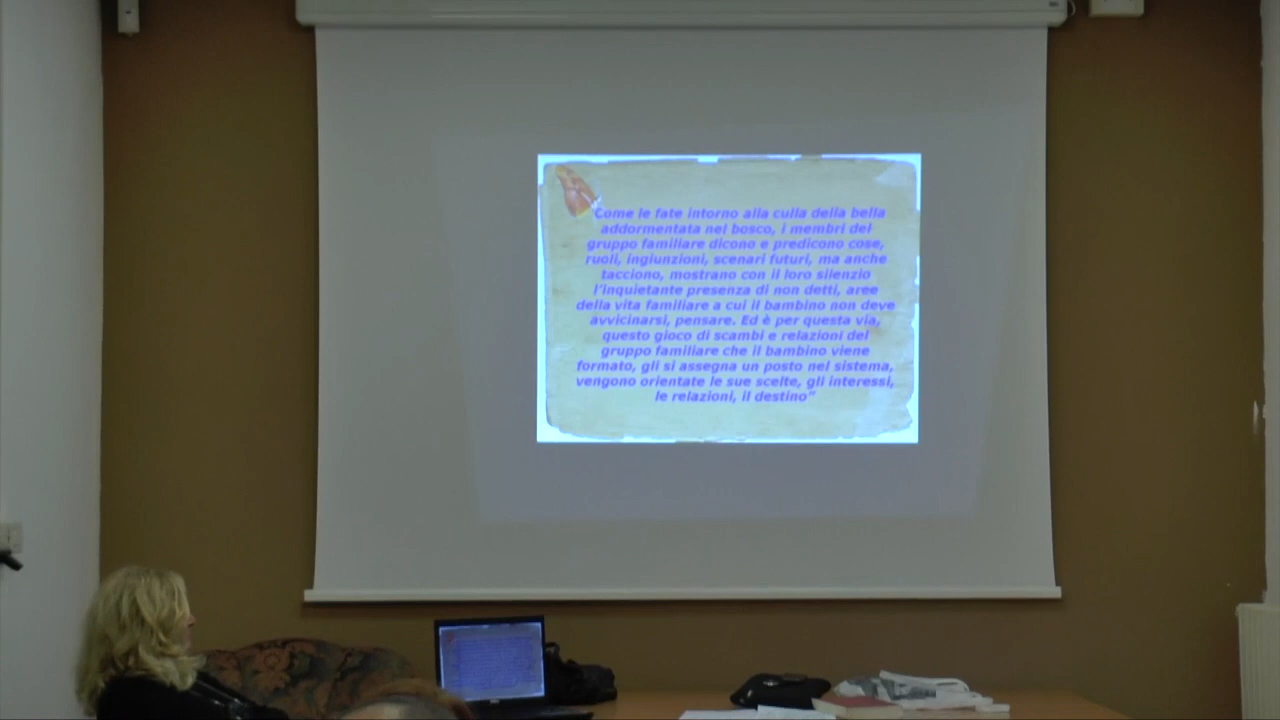 "Come le fate intorno alla culla della bella
addormentata nel bosco, i membri del
gruppo familiare dicono e predicono cose,
ruoli, ingiunzioni, scenari futuri, ma anche
tacciono, mostrano con il loro silenzio
l'inquietante presenza di non detti, aree
della vita familiare a cui il bambino non deve
avvicinarsi, pensare. Ed è per questa via,
questo gioco di scambi e relazioni del
gruppo familiare che il bambino viene
formato, gli si assegna un posto nel sistema,
vengono orientate le sue scelte, gli interessi,
le relazioni, il destino"